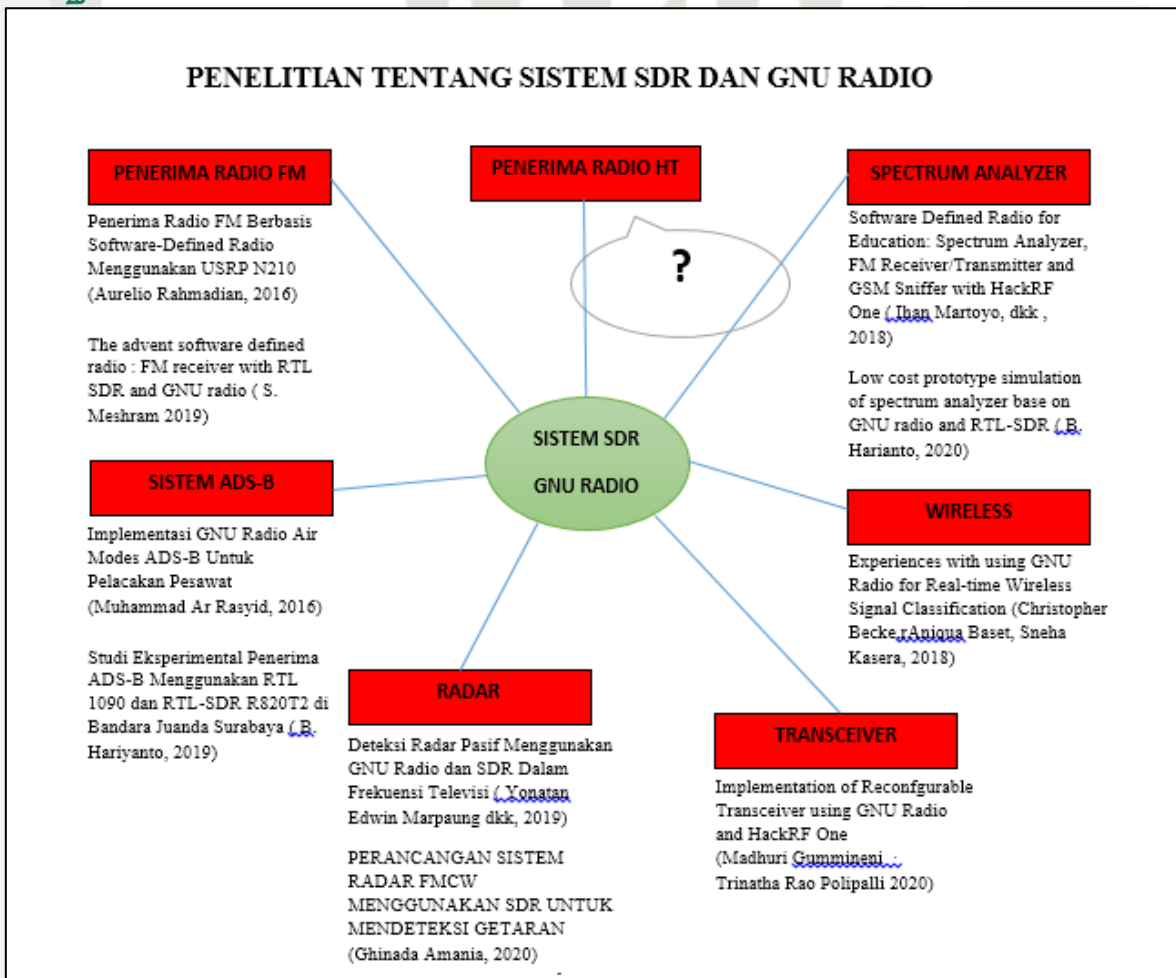 PENELITIAN TENTANG SISTEM SDR DAN GNU RADIO
PENERIMA RADIO FM
Penerima Radio FM Berbasis
Software-Defined Radio
Menggunakan USRP N210
(Aurelio Rahmadian, 2016)
The advent software defined
radio : FM receiver with RTL
SDR and GNU radio ( S.
Meshram 2019)
PENERIMA RADIO HT
?
SPECTRUM ANALYZER
Software Defined Radio for
Education: Spectrum Analyzer,
FM Receiver/Transmitter and
GSM Sniffer with HackRF
One ( Ihan Martoyo, dkk ,
2018)
Low cost prototype simulation
of spectrum analyzer base on
GNU radio and RTL-SDR ( B.
Harianto, 2020)
SISTEM SDR
GNU RADIO
SISTEM ADS-B
Implementasi GNU Radio Air
Modes ADS-B Untuk
Pelacakan Pesawat
(Muhammad Ar Rasyid, 2016)
Studi Eksperimental Penerima
ADS-B Menggunakan RTL
1090 dan RTL-SDR R820T2 di
Bandara Juanda Surabaya ( B.
Hariyanto, 2019)
WIRELESS
Experiences with using GNU
Radio for Real-time Wireless
Signal Classification (Christopher
Becke,rAniqua Baset, Sneha
Kasera, 2018)
RADAR
Deteksi Radar Pasif Menggunakan
GNU Radio dan SDR Dalam
Frekuensi Televisi ( Yonatan
Edwin Marpaung dkk, 2019)
PERANCANGAN SISTEM
RADAR FMCW
MENGGUNAKAN SDR UNTUK
MENDETEKSI GETARAN
(Ghinada Amania, 2020)
TRANSCEIVER
Implementation of Reconfgurable
Transceiver using GNU Radio
and HackRF One
(Madhuri Gummineni ;
Trinatha Rao Polipalli 2020)